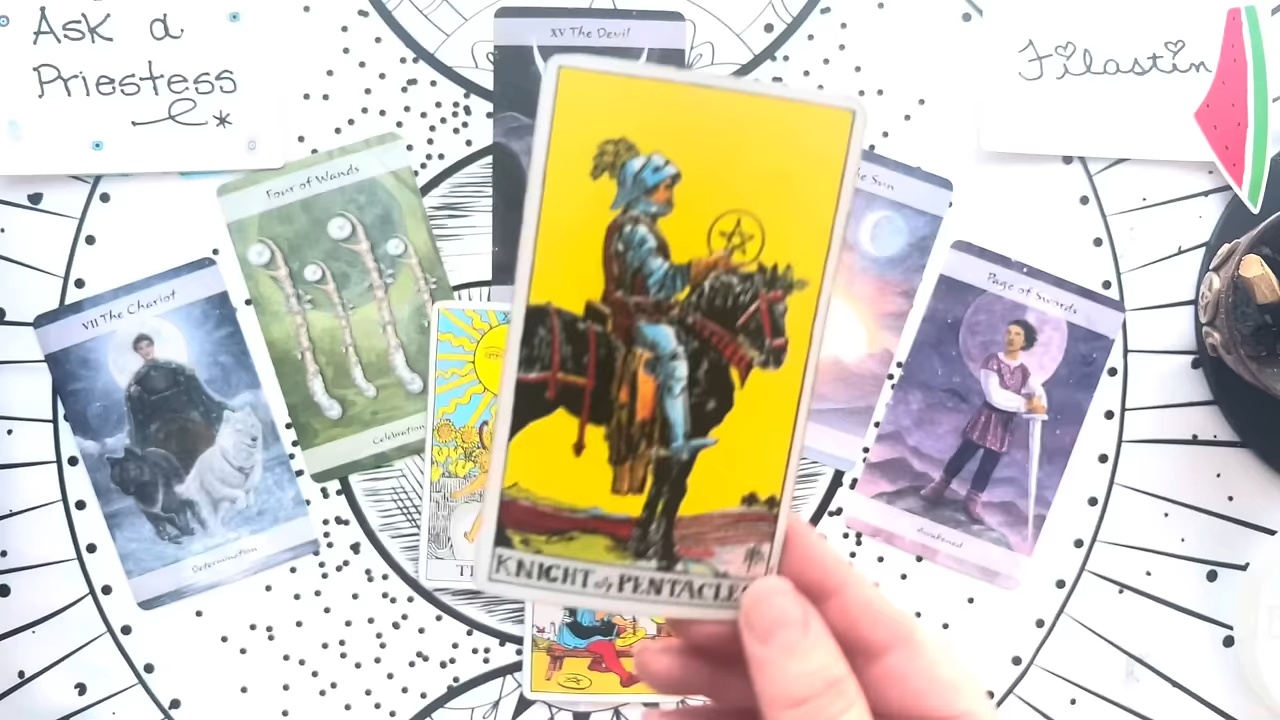 Ask a
Priestess
Filastin
XV The Devil
Four of Wands
Celebration
VII The Chariot
Determination
he Sun
Page of Swords
Awakened
KNIGHT of PENTACLES